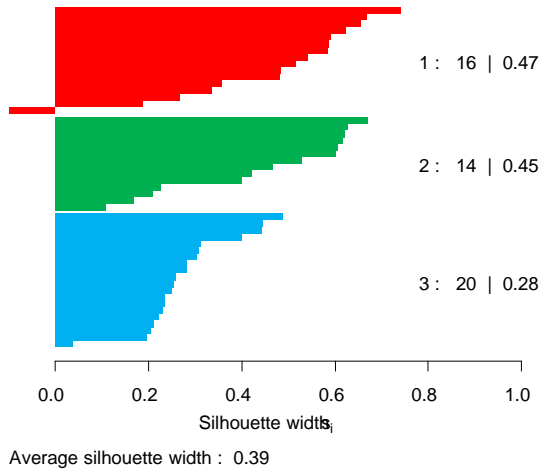 1 : 16 | 0.47
2 : 14 | 0.45
3 : 20 | 0.28
0.0 0.2 0.4 0.6 0.8 1.0
Silhouette width si
Average silhouette width : 0.39